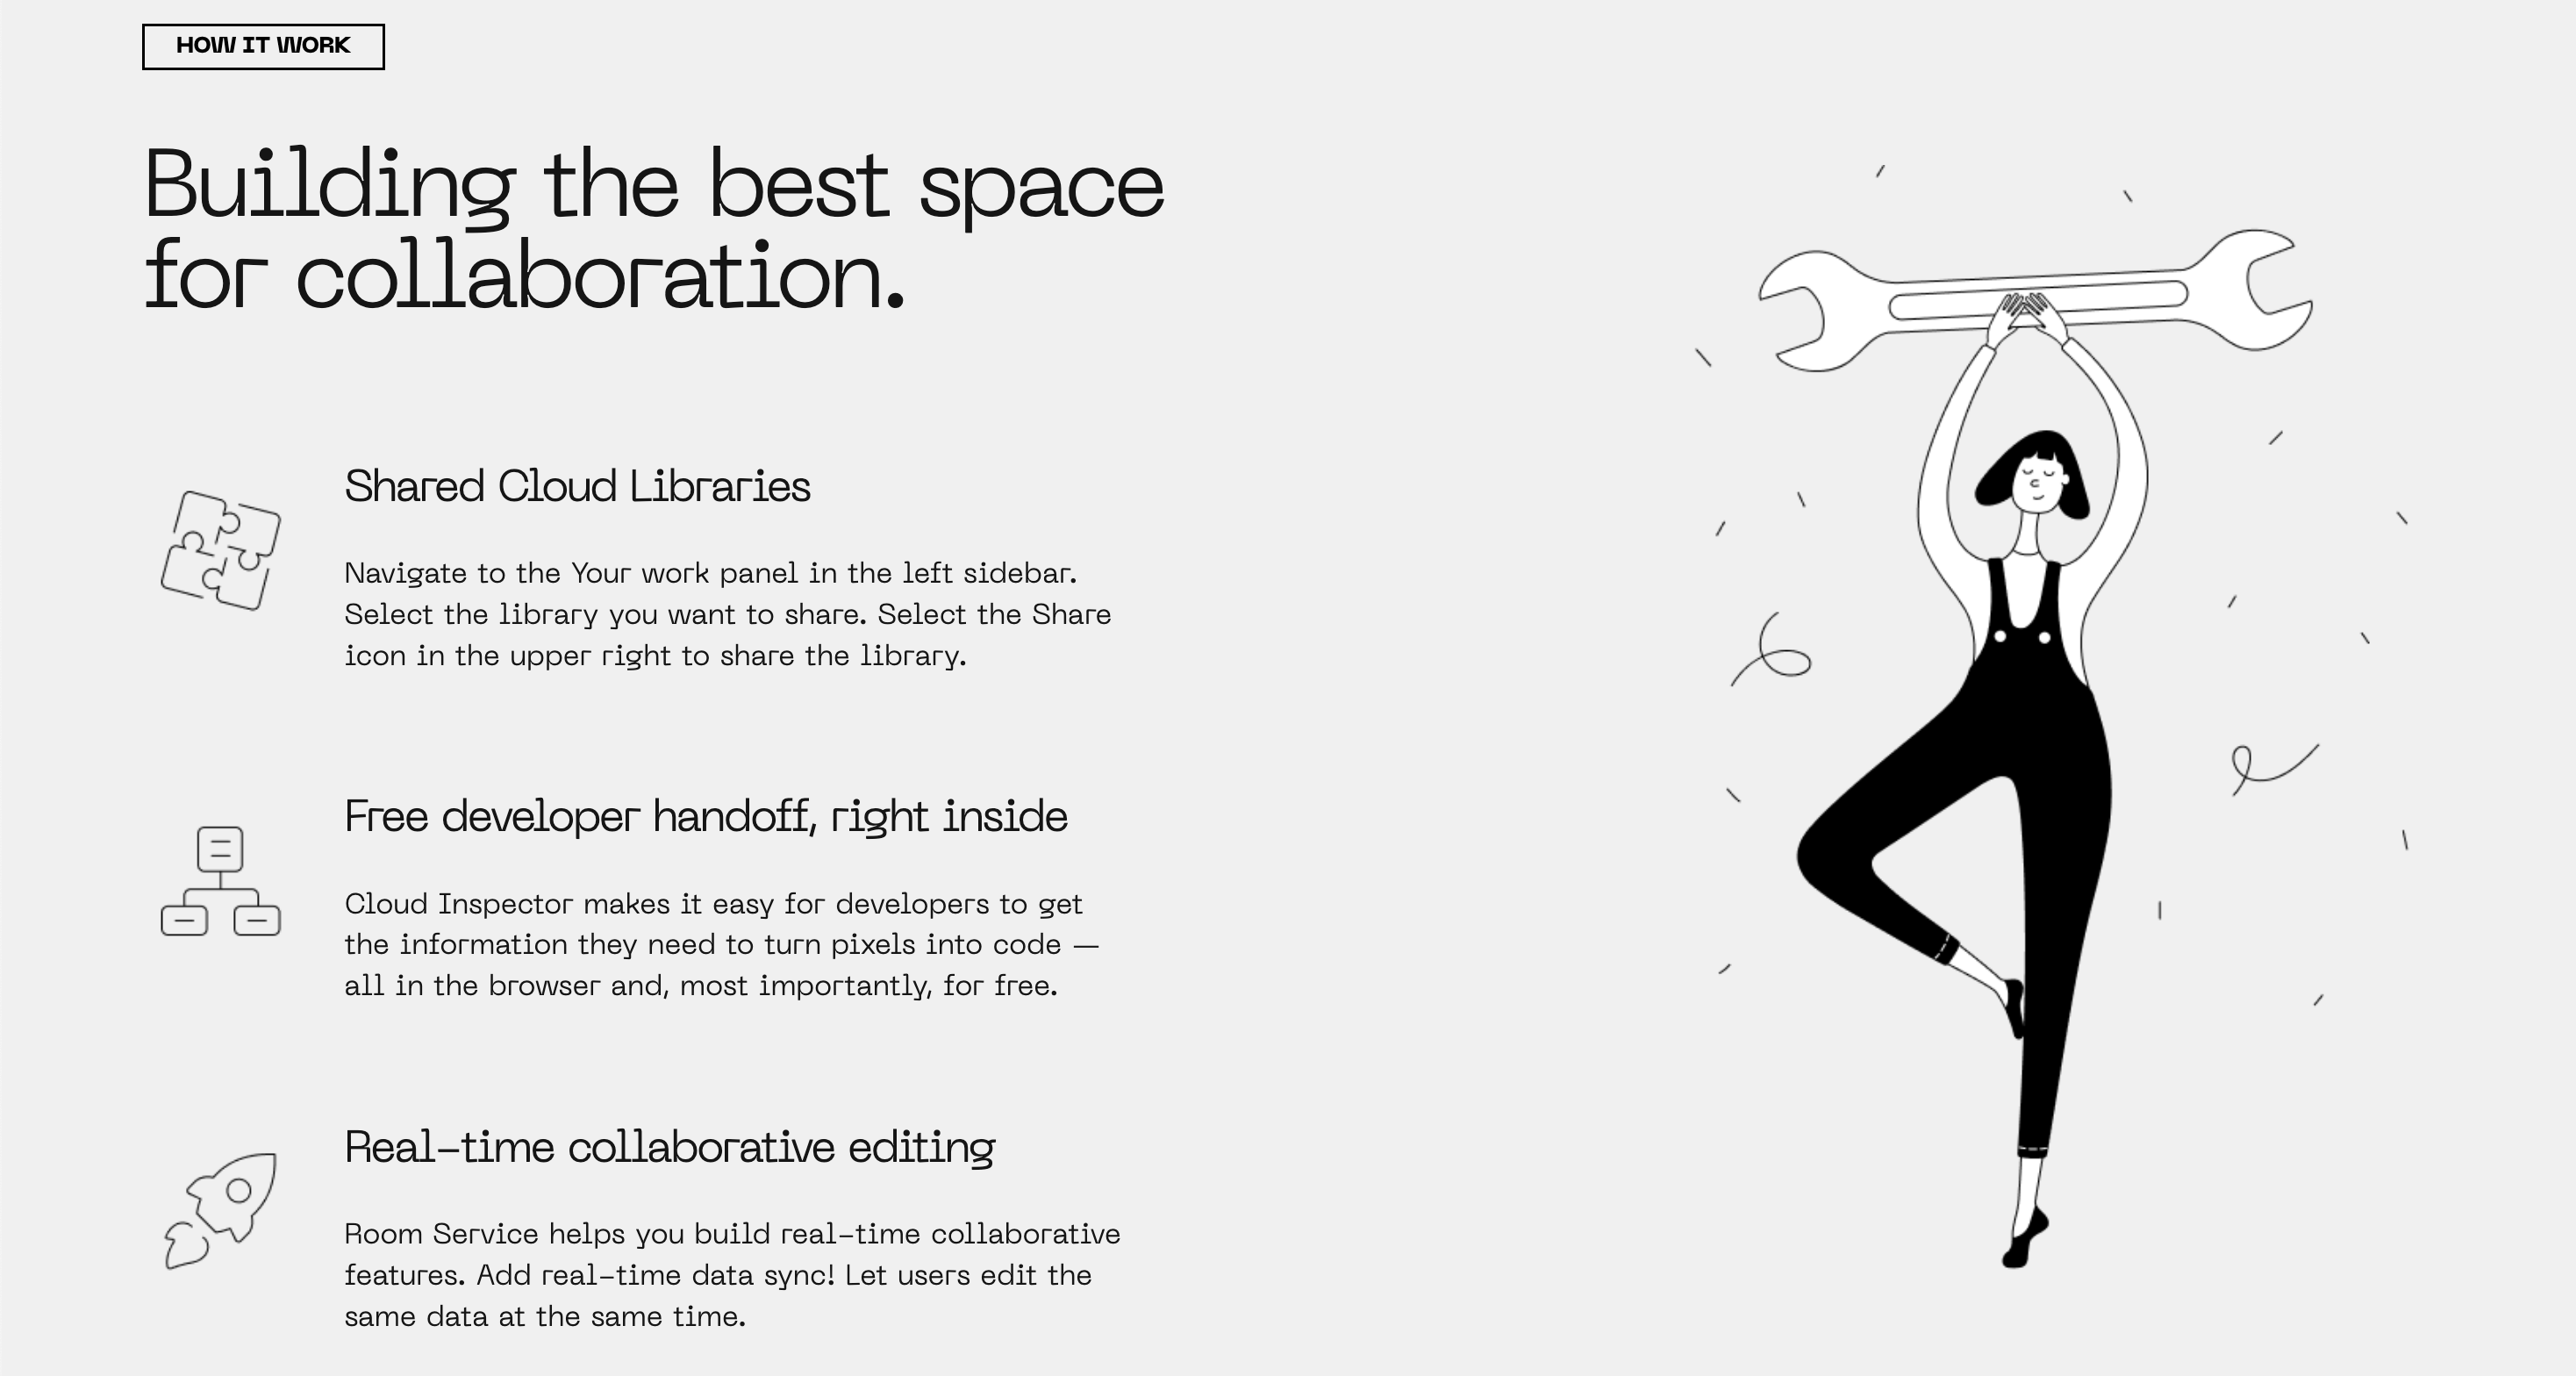 HOW IT WORK
Building the best space
for collaboration.
Shared Cloud Libraries
Navigate to the Your work panel in the left sidebar.
Select the library you want to share. Select the Share
icon in the upper right to share the library.
Free developer handoff, right inside
Cloud Inspector makes it easy for developers to get
the information they need to turn pixels into code —
all in the browser and, most importantly, for free.
Real-time collaborative editing
Room Service helps you build real-time collaborative
features. Add real-time data sync! Let users edit the
same data at the same time.